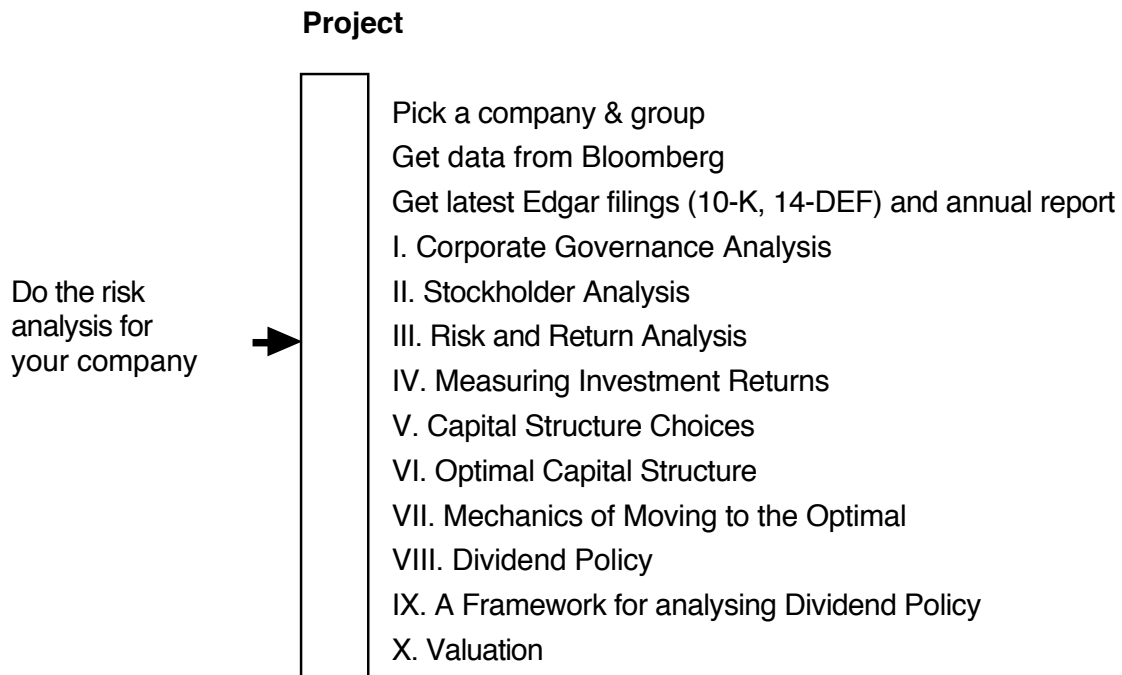 Project
Pick a company & group
Get data from Bloomberg
Get latest Edgar filings (10-K, 14-DEF) and annual report
I. Corporate Governance Analysis
II. Stockholder Analysis
III. Risk and Return Analysis
IV. Measuring Investment Returns
V. Capital Structure Choices
VI. Optimal Capital Structure
VII. Mechanics of Moving to the Optimal
VIII. Dividend Policy
IX. A Framework for analysing Dividend Policy
X. Valuation
Do the risk
analysis for
your company